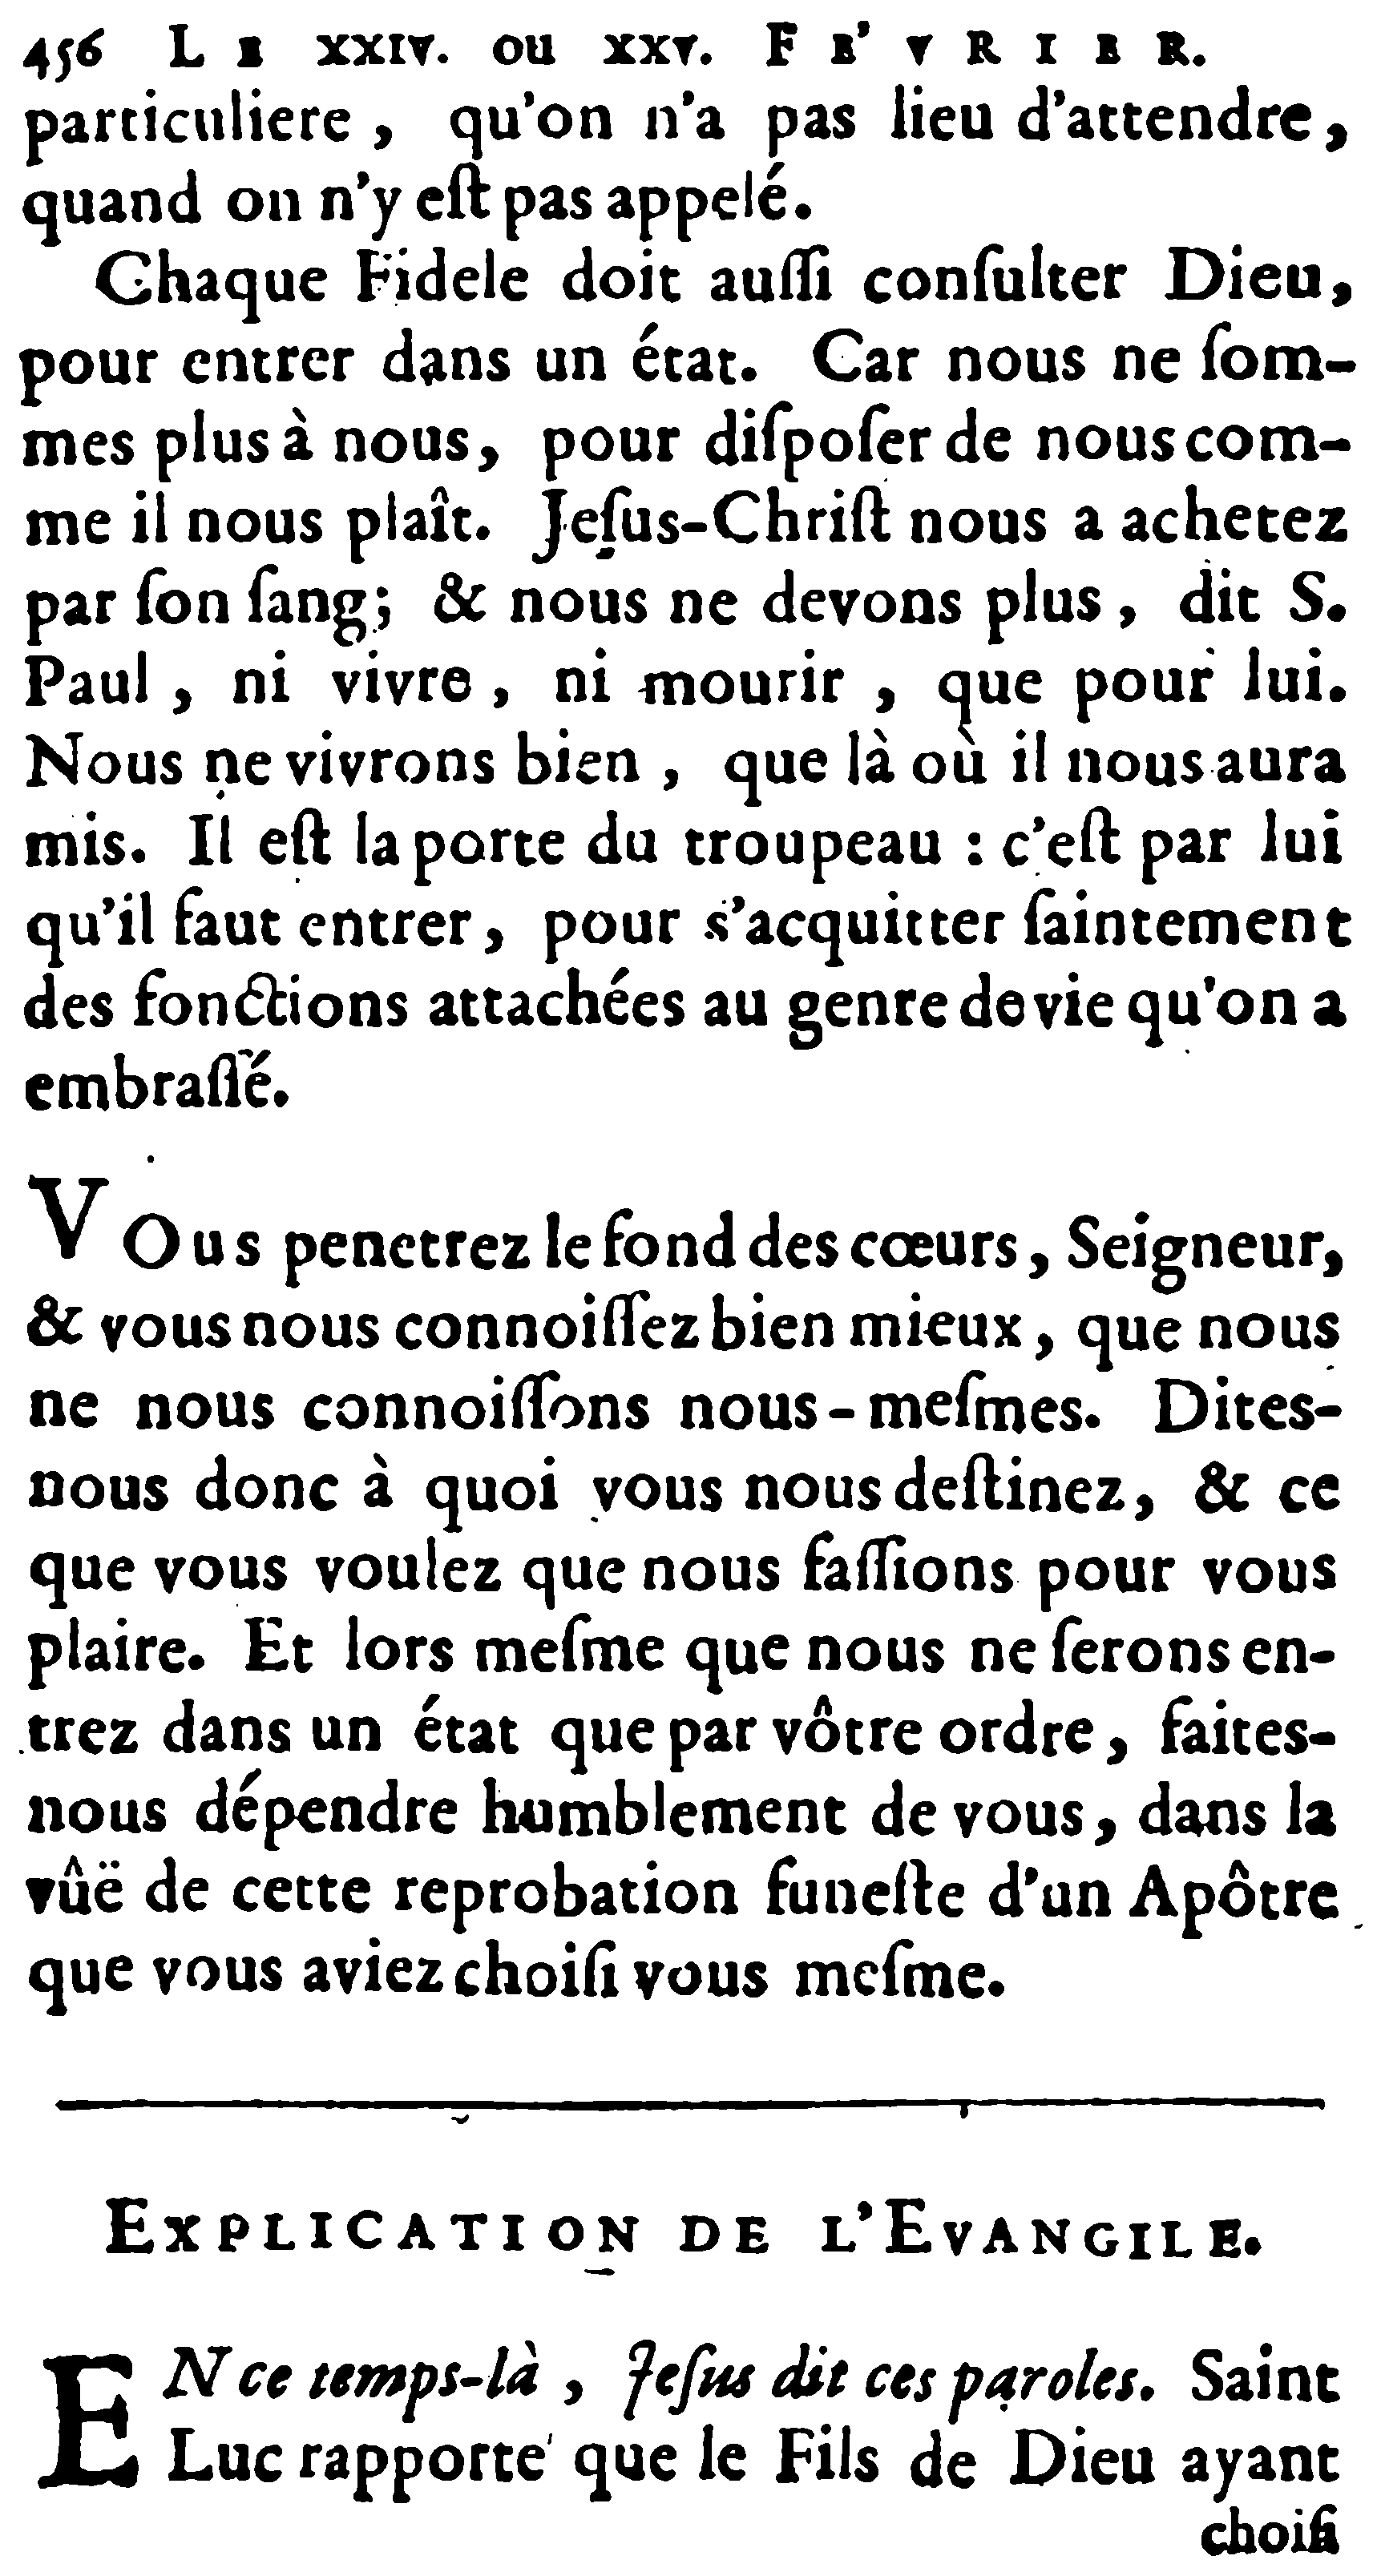 456 LE XXIV. OU XXV. FE'VRIER.
particuliere, qu'on n'a pas lieu d'attendre,
quand on n'y eſt pas appelé.
Chaque Fidele doit auſſi conſulter Dieu,
pour entrer dans un état. Car nous ne ſom-
mes plus à nous, pour diſpoſer de nous com-
me il nous plaît. Jeſus-Chriſt nous a achetez
par ſon ſang; & nous ne devons plus, dit S.
Paul, ni vivre, ni mourir, que pour lui.
Nous ne vivrons bien, que là où il nous aura
mis. Il eſt la porte du troupeau : c'eſt par lui
qu'il faut entrer, pour s'acquitter ſaintement
des fonctions attachées au genre de vie qu'on a
embraſſé.
VOus penetrez le fond des cœurs, Seigneur,
& vous nous connoiſſez bien mieux, que nous
ne nous connoiſſons nous-meſmes. Dites-
nous donc à quoi vous nous deſtinez, & ce
que vous voulez que nous faſſions pour vous
plaire. Et lors meſme que nous ne ſerons en-
trez dans un état que par vôtre ordre, faites-
nous dépendre humblement de vous, dans la
vûë de cette reprobation funeſte d'un Apôtre
que vous aviez choiſi vous meſme.
EXPLICATION DE L'EVANGILE.
EN ce temps-là, Jeſus dit ces paroles. Saint
Luc rapporte que le Fils de Dieu ayant
choiſi